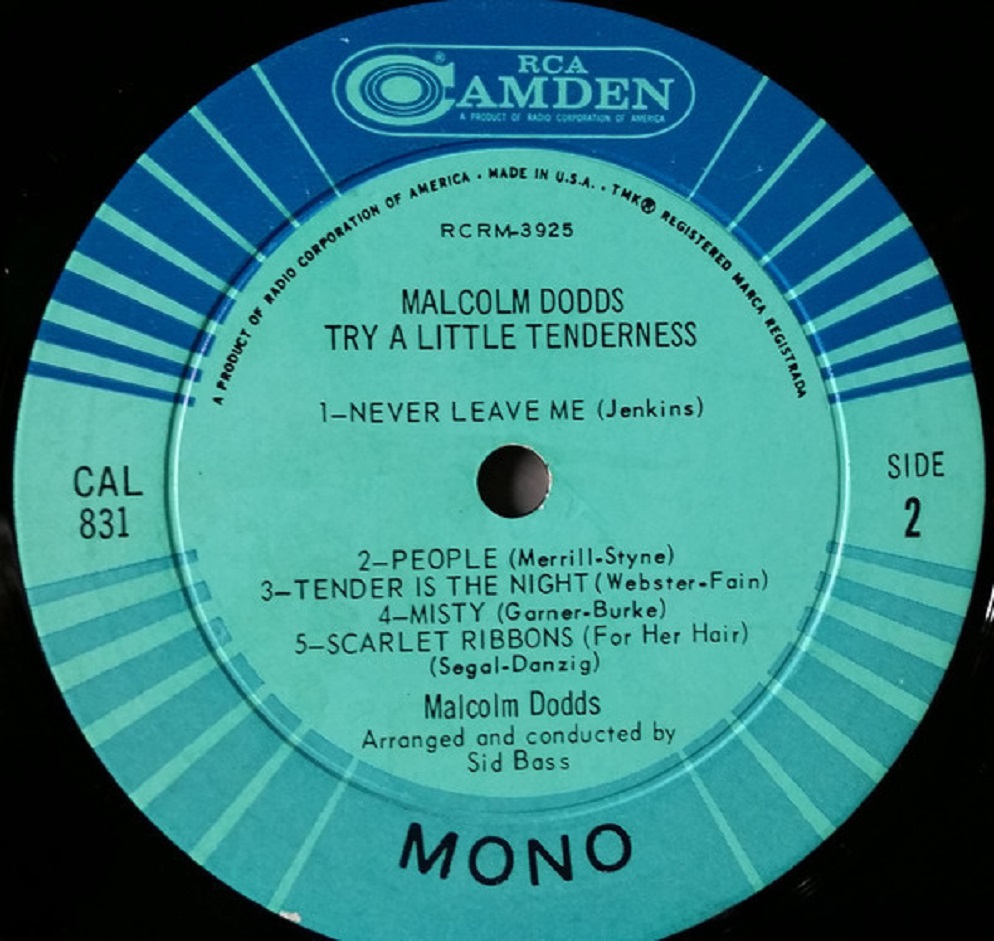 RCA
CAMDEN®
A PRODUCT OF RADIO CORPORATION OF AMERICA
A PRODUCT OF RADIO CORPORATION OF AMERICA • MADE IN U.S.A. • TMK® REGISTERED MARCA REGISTRADA
RCRM-3925
MALCOLM DODDS
TRY A LITTLE TENDERNESS
1–NEVER LEAVE ME (Jenkins)
CAL
831
SIDE
2
2–PEOPLE (Merrill-Styne)
3–TENDER IS THE NIGHT (Webster-Fain)
4–MISTY (Garner-Burke)
5–SCARLET RIBBONS (For Her Hair)
(Segal-Danzig)
Malcolm Dodds
Arranged and conducted by
Sid Bass
MONO